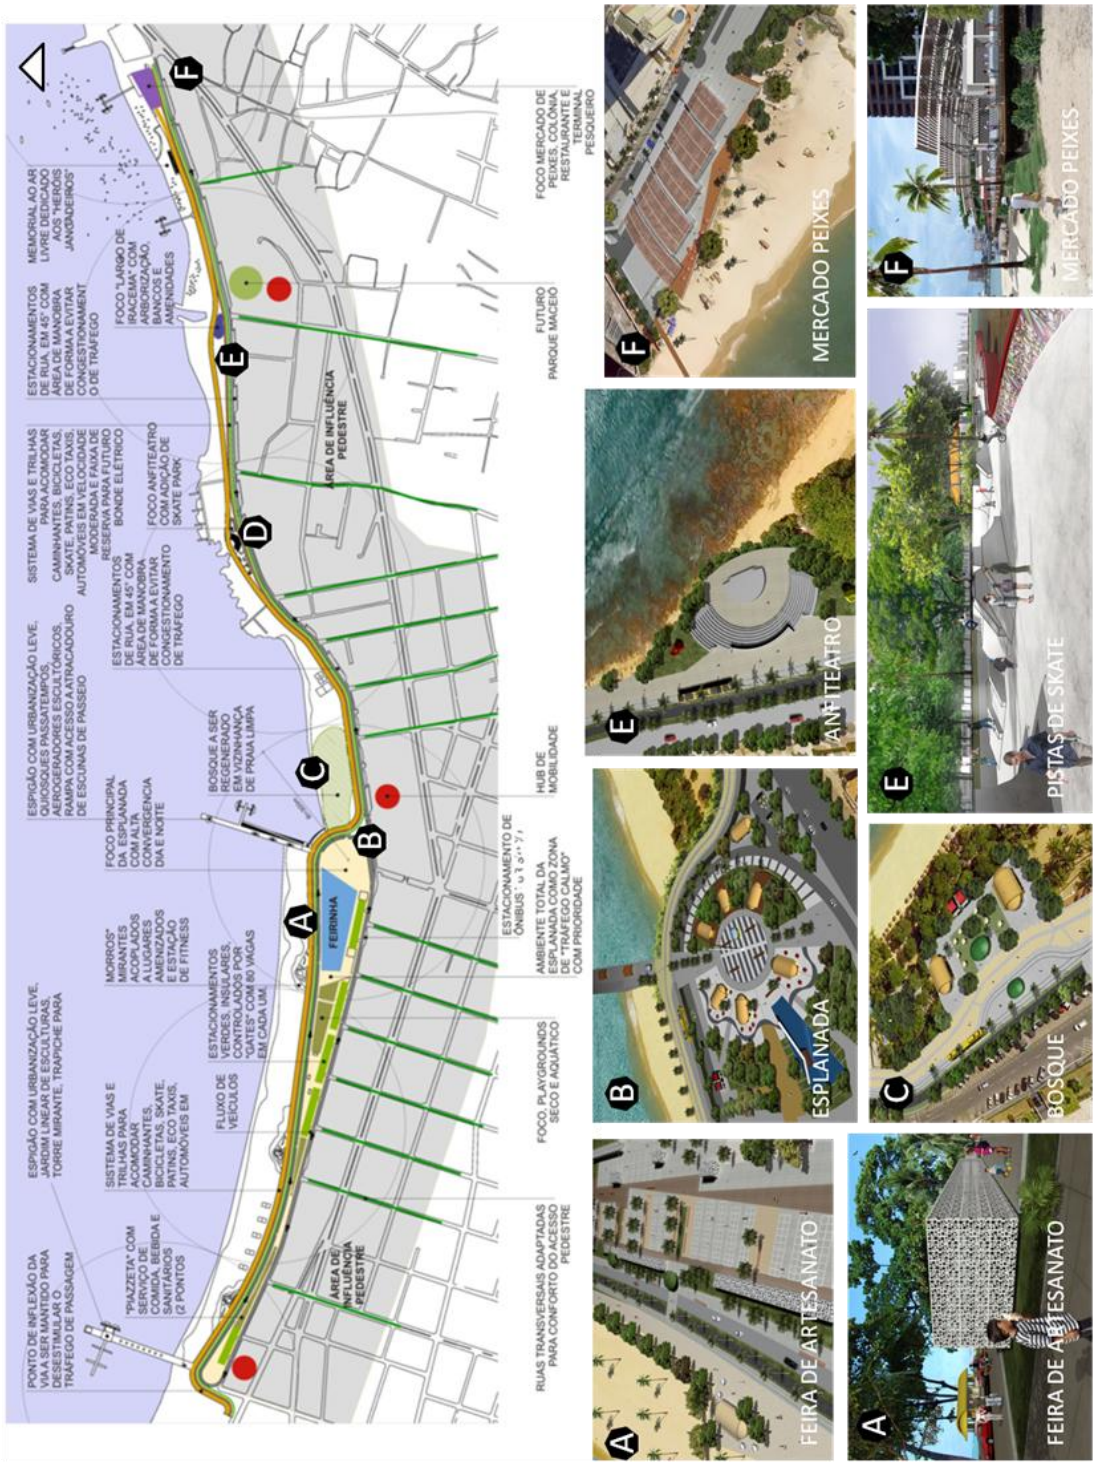 PONTO DE INFLEXÃO DA
VIA A SER MANTIDO PARA
DESESTIMULAR O
TRÁFEGO DE PASSAGEM
"PIAZZETA" COM
SERVIÇO DE
COMIDA, BEBIDA E
SANITÁRIOS
(2 PONTOS
ESPIGÃO COM URBANIZAÇÃO LEVE,
JARDIM LINEAR DE ESCULTURAS,
TORRE MIRANTE, TRAPICHE PARA
SISTEMA DE VIAS E
TRILHAS PARA
ACOMODAR
CAMINHANTES,
BICICLETAS, SKATE,
PATINS, ECO TAXIS,
AUTOMÓVEIS EM
FLUXO DE
VEÍCULOS
MORROS"
MIRANTES
ACOPLADOS
A LUGARES
AMENIZADOS
E ESTAÇÃO
DE FITNESS
ESTACIONAMENTOS
VERDES, INSULARES,
CONTROLADOS POR
"GATES" COM 80 VAGAS
EM CADA UM.
FOCO PRINCIPAL
DA ESPLANADA
COM ALTA
CONVERGENCIA
DIA E NOITE
ESPIGÃO COM URBANIZAÇÃO LEVE,
QUIOSQUES PASSATEMPOS,
AEROGERADORES ESCULTÓRICOS,
RAMPA COM ACESSO A ATRACADOURO
DE ESCUNAS DE PASSEIO
BOSQUE A SER
REGENERADO
EM VIZINHANÇA
DE PRAIA LIMPA
ESTACIONAMENTOS
DE RUA, EM 45° COM
ÁREA DE MANOBRA
DE FORMA A EVITAR
CONGESTIONAMENTO
DE TRÁFEGO
SISTEMA DE VIAS E TRILHAS
PARA ACOMODAR
CAMINHANTES, BICICLETAS,
SKATE, PATINS, ECO TAXIS,
AUTOMÓVEIS EM VELOCIDADE
MODERADA E FAIXA DE
RESERVA PARA FUTURO
BONDE ELÉTRICO
FOCO ANFITEATRO
COM ADIÇÃO DE
SKATE PARK
ESTACIONAMENTOS
DE RUA, EM 45° COM
ÁREA DE MANOBRA
DE FORMA A EVITAR
CONGESTIONAMENT
O DE TRÁFEGO
FOCO "LARGO DE
IRACEMA" COM
ARBORIZAÇÃO,
BANCOS E
AMENIDADES
MEMORIAL AO AR
LIVRE DEDICADO
AOS "HERÓIS
JANGADEIROS"
A
B
C
D
E
F
FEIRINHA
ÁREA DE
INFLUÊNCIA
PEDESTRE
ÁREA DE INFLUÊNCIA
PEDESTRE
RUAS TRANSVERSAIS ADAPTADAS
PARA CONFORTO DO ACESSO
PEDESTRE
FOCO, PLAYGROUNDS
SECO E AQUÁTICO
ESTACIONAMENTO DE
ÔNIBUS
AMBIENTE TOTAL DA
ESPLANADA COMO ZONA
DE "TRAFEGO CALMO"
COM PRIORIDADE
HUB DE
MOBILIDADE
FUTURO
PARQUE MACEIÓ
FOCO MERCADO DE
PEIXES, COLÔNIA,
RESTAURANTE E
TERMINAL
PESQUEIRO
A
FEIRA DE ARTESANATO
B
ESPLANADA
E
ANFITEATRO
F
MERCADO PEIXES
A
FEIRA DE ARTESANATO
C
BOSQUE
E
PISTAS DE SKATE
F
MERCADO PEIXES